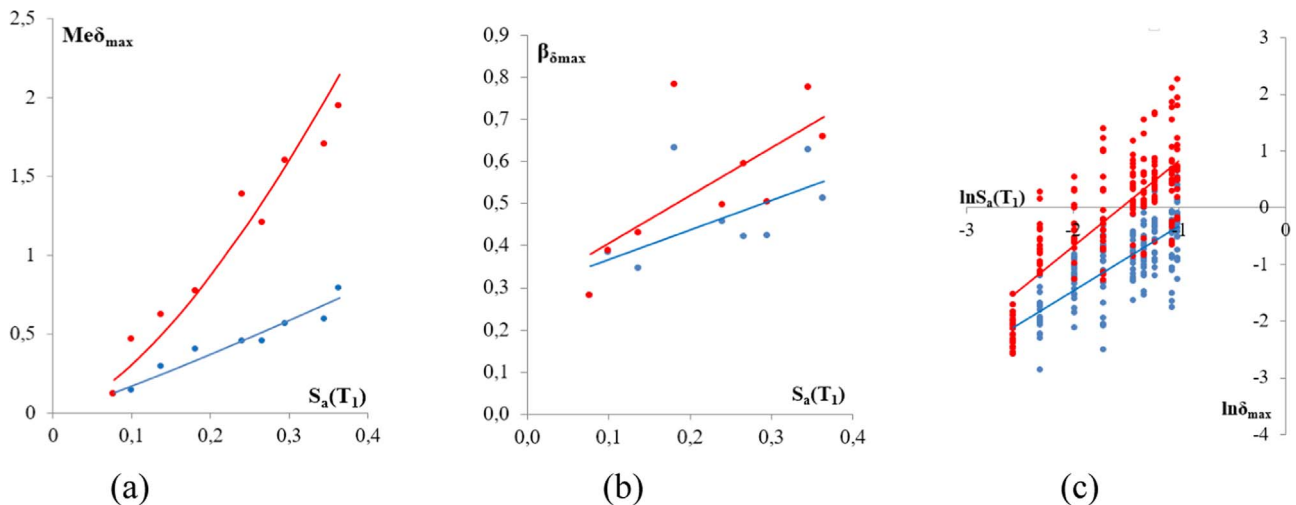 2,5
Meδmax
2
1,5
1
0,5
0
Sa(T1)
0 0,1 0,2 0,3 0,4
(a)
0,9
βδmax
0,8
0,7
0,6
0,5
0,4
0,3
0,2
0,1
0,0
Sa(T1)
0,0 0,1 0,2 0,3 0,4
(b)
3
2
1
lnSa(T1)
0
-3 -2 -1 0
-1
-2
-3
lnδmax
-4
(c)